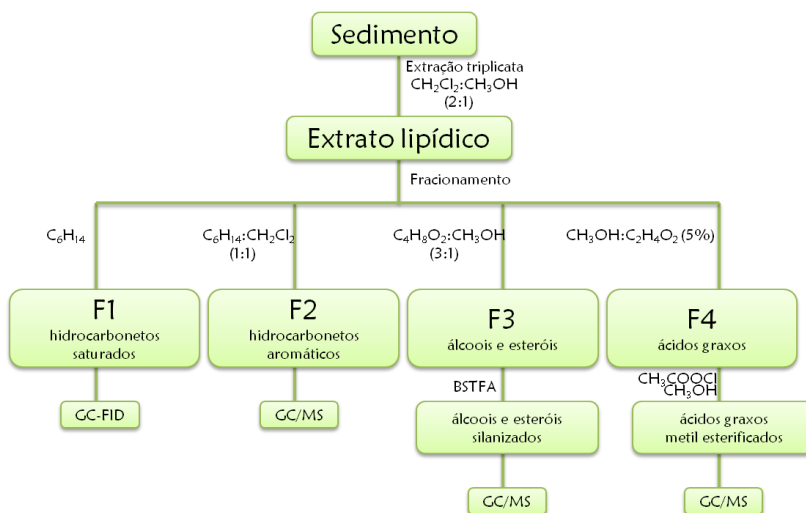 Sedimento
Extração triplicata
CH₂Cl₂:CH₃OH
(2:1)
Extrato lipídico
Fracionamento
C₆H₁₄
C₆H₁₄:CH₂Cl₂
(1:1)
C₄H₈O₂:CH₃OH
(3:1)
CH₃OH:C₂H₄O₂ (5%)
F1
hidrocarbonetos
saturados
F2
hidrocarbonetos
aromáticos
F3
álcoois e esteróis
F4
ácidos graxos
GC-FID
GC/MS
BSTFA
CH₃COOCl
CH₃OH
álcoois e esteróis
silanizados
ácidos graxos
metil esterificados
GC/MS
GC/MS